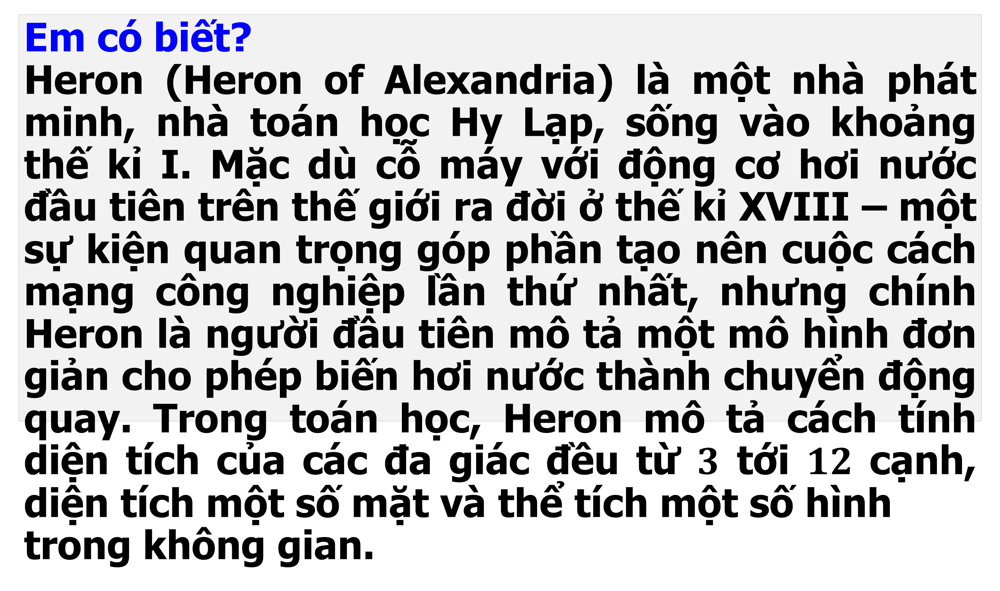 Em có biết?
Heron (Heron of Alexandria) là một nhà phát
minh, nhà toán học Hy Lạp, sống vào khoảng
thế kỉ I. Mặc dù cỗ máy với động cơ hơi nước
đầu tiên trên thế giới ra đời ở thế kỉ XVIII – một
sự kiện quan trọng góp phần tạo nên cuộc cách
mạng công nghiệp lần thứ nhất, nhưng chính
Heron là người đầu tiên mô tả một mô hình đơn
giản cho phép biến hơi nước thành chuyển động
quay. Trong toán học, Heron mô tả cách tính
diện tích của các đa giác đều từ 3 tới 12 cạnh,
diện tích một số mặt và thể tích một số hình
trong không gian.